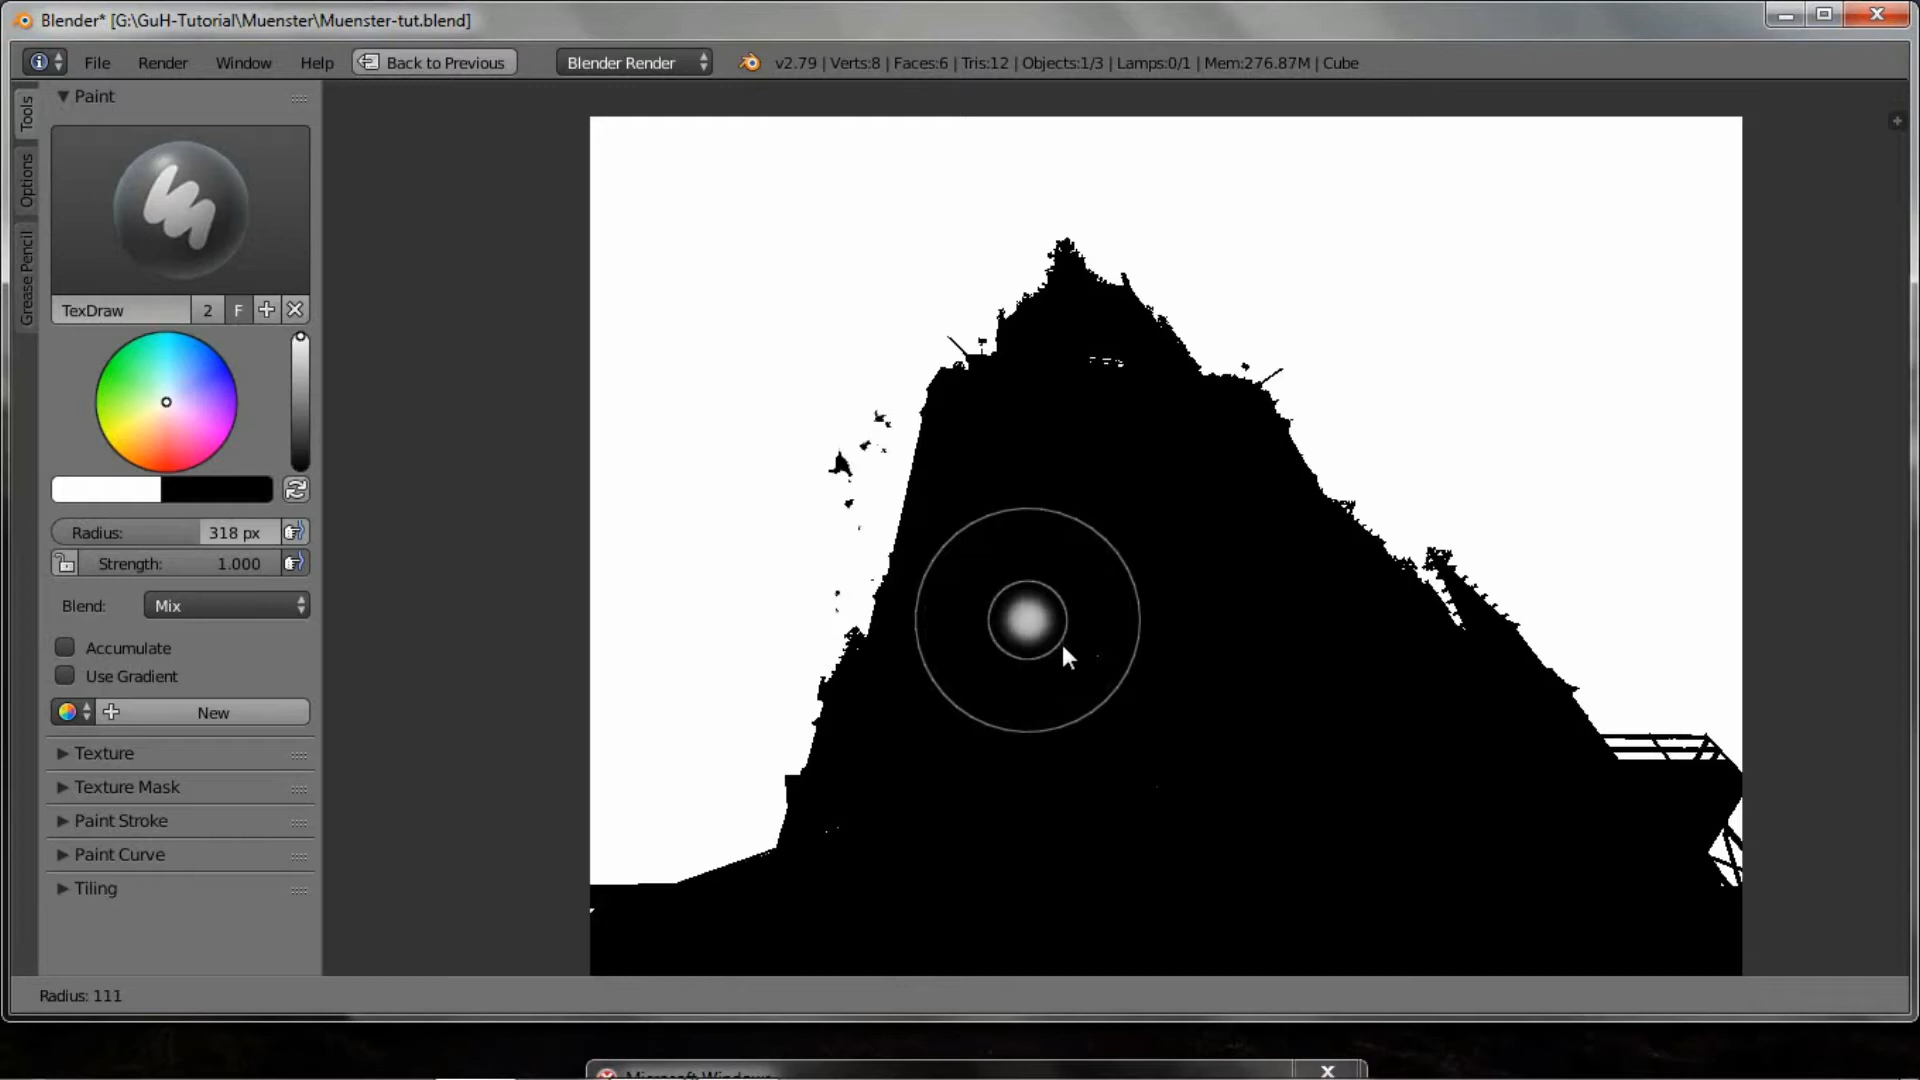 Blender* [G:\GuH-Tutorial\Muenster\Muenster-tut.blend]
File Render Window Help Back to Previous Blender Render v2.79 | Verts:8 | Faces:6 | Tris:12 | Objects:1/3 | Lamps:0/1 | Mem:276.87M | Cube
Tools
Options
Grease Pencil
Paint
TexDraw 2 F
Radius: 318 px
Strength: 1.000
Blend: Mix
Accumulate
Use Gradient
New
Texture
Texture Mask
Paint Stroke
Paint Curve
Tiling
Radius: 111
Microsoft Windows